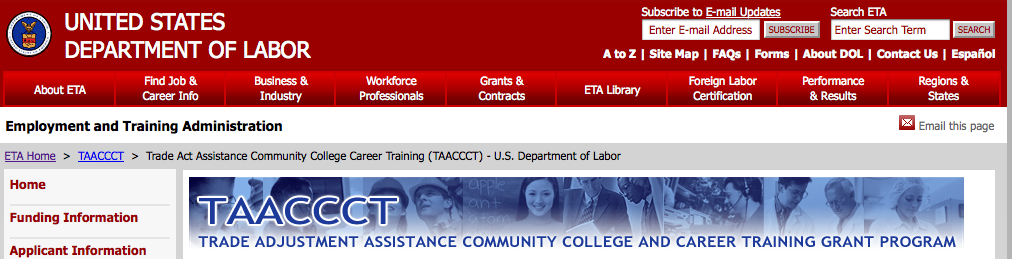 UNITED STATES
DEPARTMENT OF LABOR
Subscribe to E-mail Updates
Enter E-mail Address SUBSCRIBE
Search ETA
Enter Search Term SEARCH
A to Z | Site Map | FAQs | Forms | About DOL | Contact Us | Español
About ETA
Find Job &
Career Info
Business &
Industry
Workforce
Professionals
Grants &
Contracts
ETA Library
Foreign Labor
Certification
Performance
& Results
Regions &
States
Employment and Training Administration
Email this page
ETA Home > TAACCCT > Trade Act Assistance Community College Career Training (TAACCCT) - U.S. Department of Labor
Home
Funding Information
Applicant Information
TAACCCT
TRADE ADJUSTMENT ASSISTANCE COMMUNITY COLLEGE AND CAREER TRAINING GRANT PROGRAM